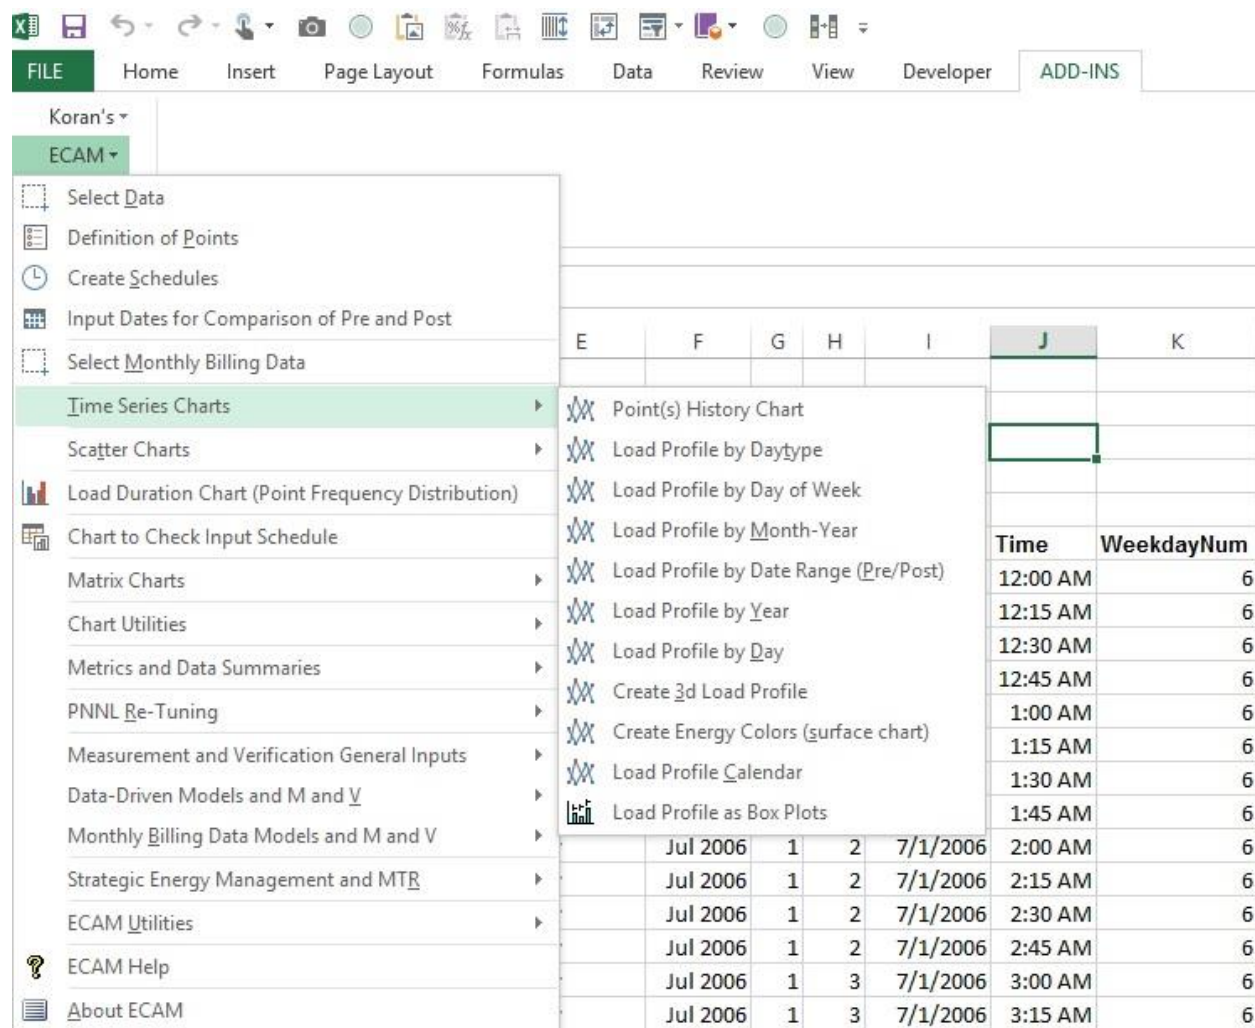 FILE Home Insert Page Layout Formulas Data Review View Developer ADD-INS
Koran's
ECAM
Select Data
Definition of Points
Create Schedules
Input Dates for Comparison of Pre and Post
Select Monthly Billing Data
Time Series Charts
Scatter Charts
Load Duration Chart (Point Frequency Distribution)
Chart to Check Input Schedule
Matrix Charts
Chart Utilities
Metrics and Data Summaries
PNNL Re-Tuning
Measurement and Verification General Inputs
Data-Driven Models and M and V
Monthly Billing Data Models and M and V
Strategic Energy Management and MTR
ECAM Utilities
ECAM Help
About ECAM
Point(s) History Chart
Load Profile by Daytype
Load Profile by Day of Week
Load Profile by Month-Year
Load Profile by Date Range (Pre/Post)
Load Profile by Year
Load Profile by Day
Create 3d Load Profile
Create Energy Colors (surface chart)
Load Profile Calendar
Load Profile as Box Plots
E F G H I J K
Time WeekdayNum
12:00 AM 6
12:15 AM 6
12:30 AM 6
12:45 AM 6
1:00 AM 6
1:15 AM 6
1:30 AM 6
1:45 AM 6
Jul 2006 1 2 7/1/2006 2:00 AM 6
Jul 2006 1 2 7/1/2006 2:15 AM 6
Jul 2006 1 2 7/1/2006 2:30 AM 6
Jul 2006 1 2 7/1/2006 2:45 AM 6
Jul 2006 1 3 7/1/2006 3:00 AM 6
Jul 2006 1 3 7/1/2006 3:15 AM 6